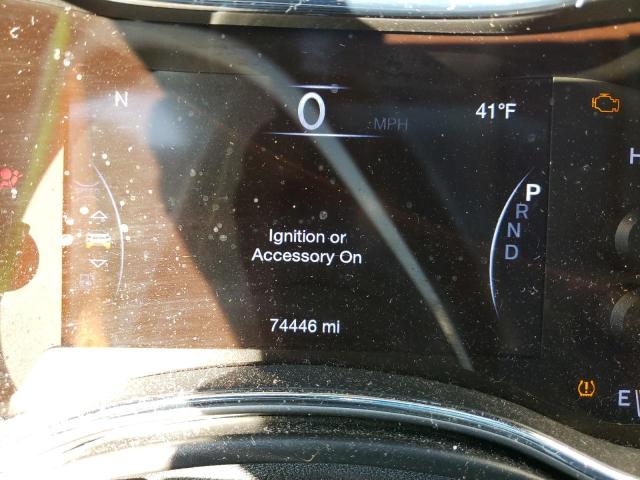 N
0
MPH
41°F
H
P
R
N
D
Ignition or
Accessory On
74446 mi
E